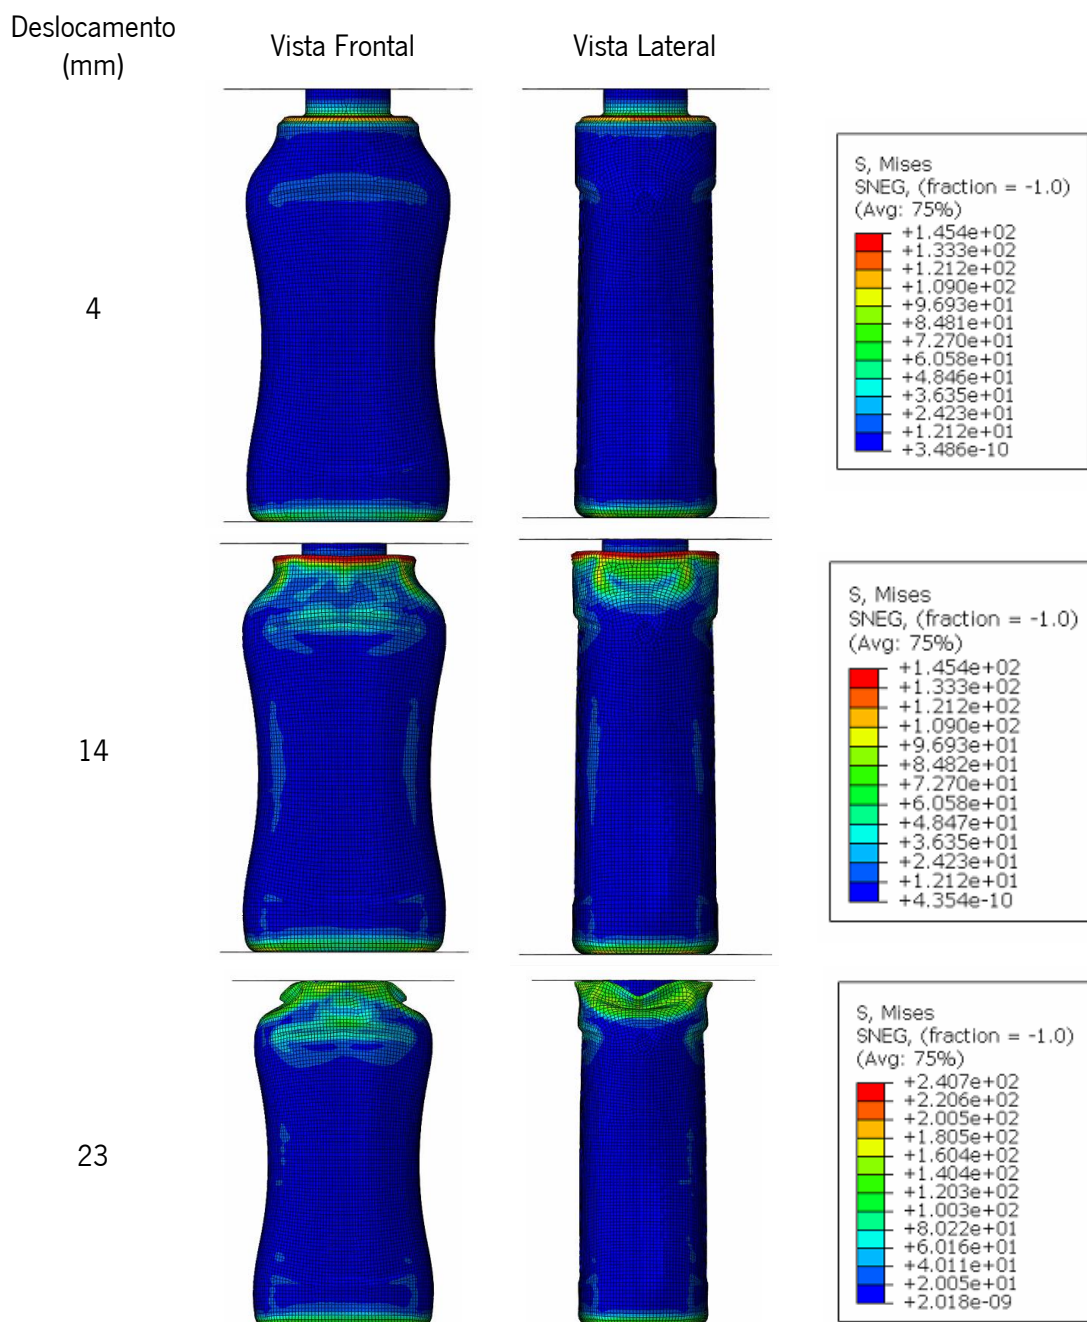 Deslocamento
(mm)
Vista Frontal
Vista Lateral
4
S, Mises
SNEG, (fraction = -1.0)
(Avg: 75%)
+1.454e+02
+1.333e+02
+1.212e+02
+1.090e+02
+9.693e+01
+8.481e+01
+7.270e+01
+6.058e+01
+4.846e+01
+3.635e+01
+2.423e+01
+1.212e+01
+3.486e-10
14
S, Mises
SNEG, (fraction = -1.0)
(Avg: 75%)
+1.454e+02
+1.333e+02
+1.212e+02
+1.090e+02
+9.693e+01
+8.482e+01
+7.270e+01
+6.058e+01
+4.847e+01
+3.635e+01
+2.423e+01
+1.212e+01
+4.354e-10
23
S, Mises
SNEG, (fraction = -1.0)
(Avg: 75%)
+2.407e+02
+2.206e+02
+2.005e+02
+1.805e+02
+1.604e+02
+1.404e+02
+1.203e+02
+1.003e+02
+8.022e+01
+6.016e+01
+4.011e+01
+2.005e+01
+2.018e-09